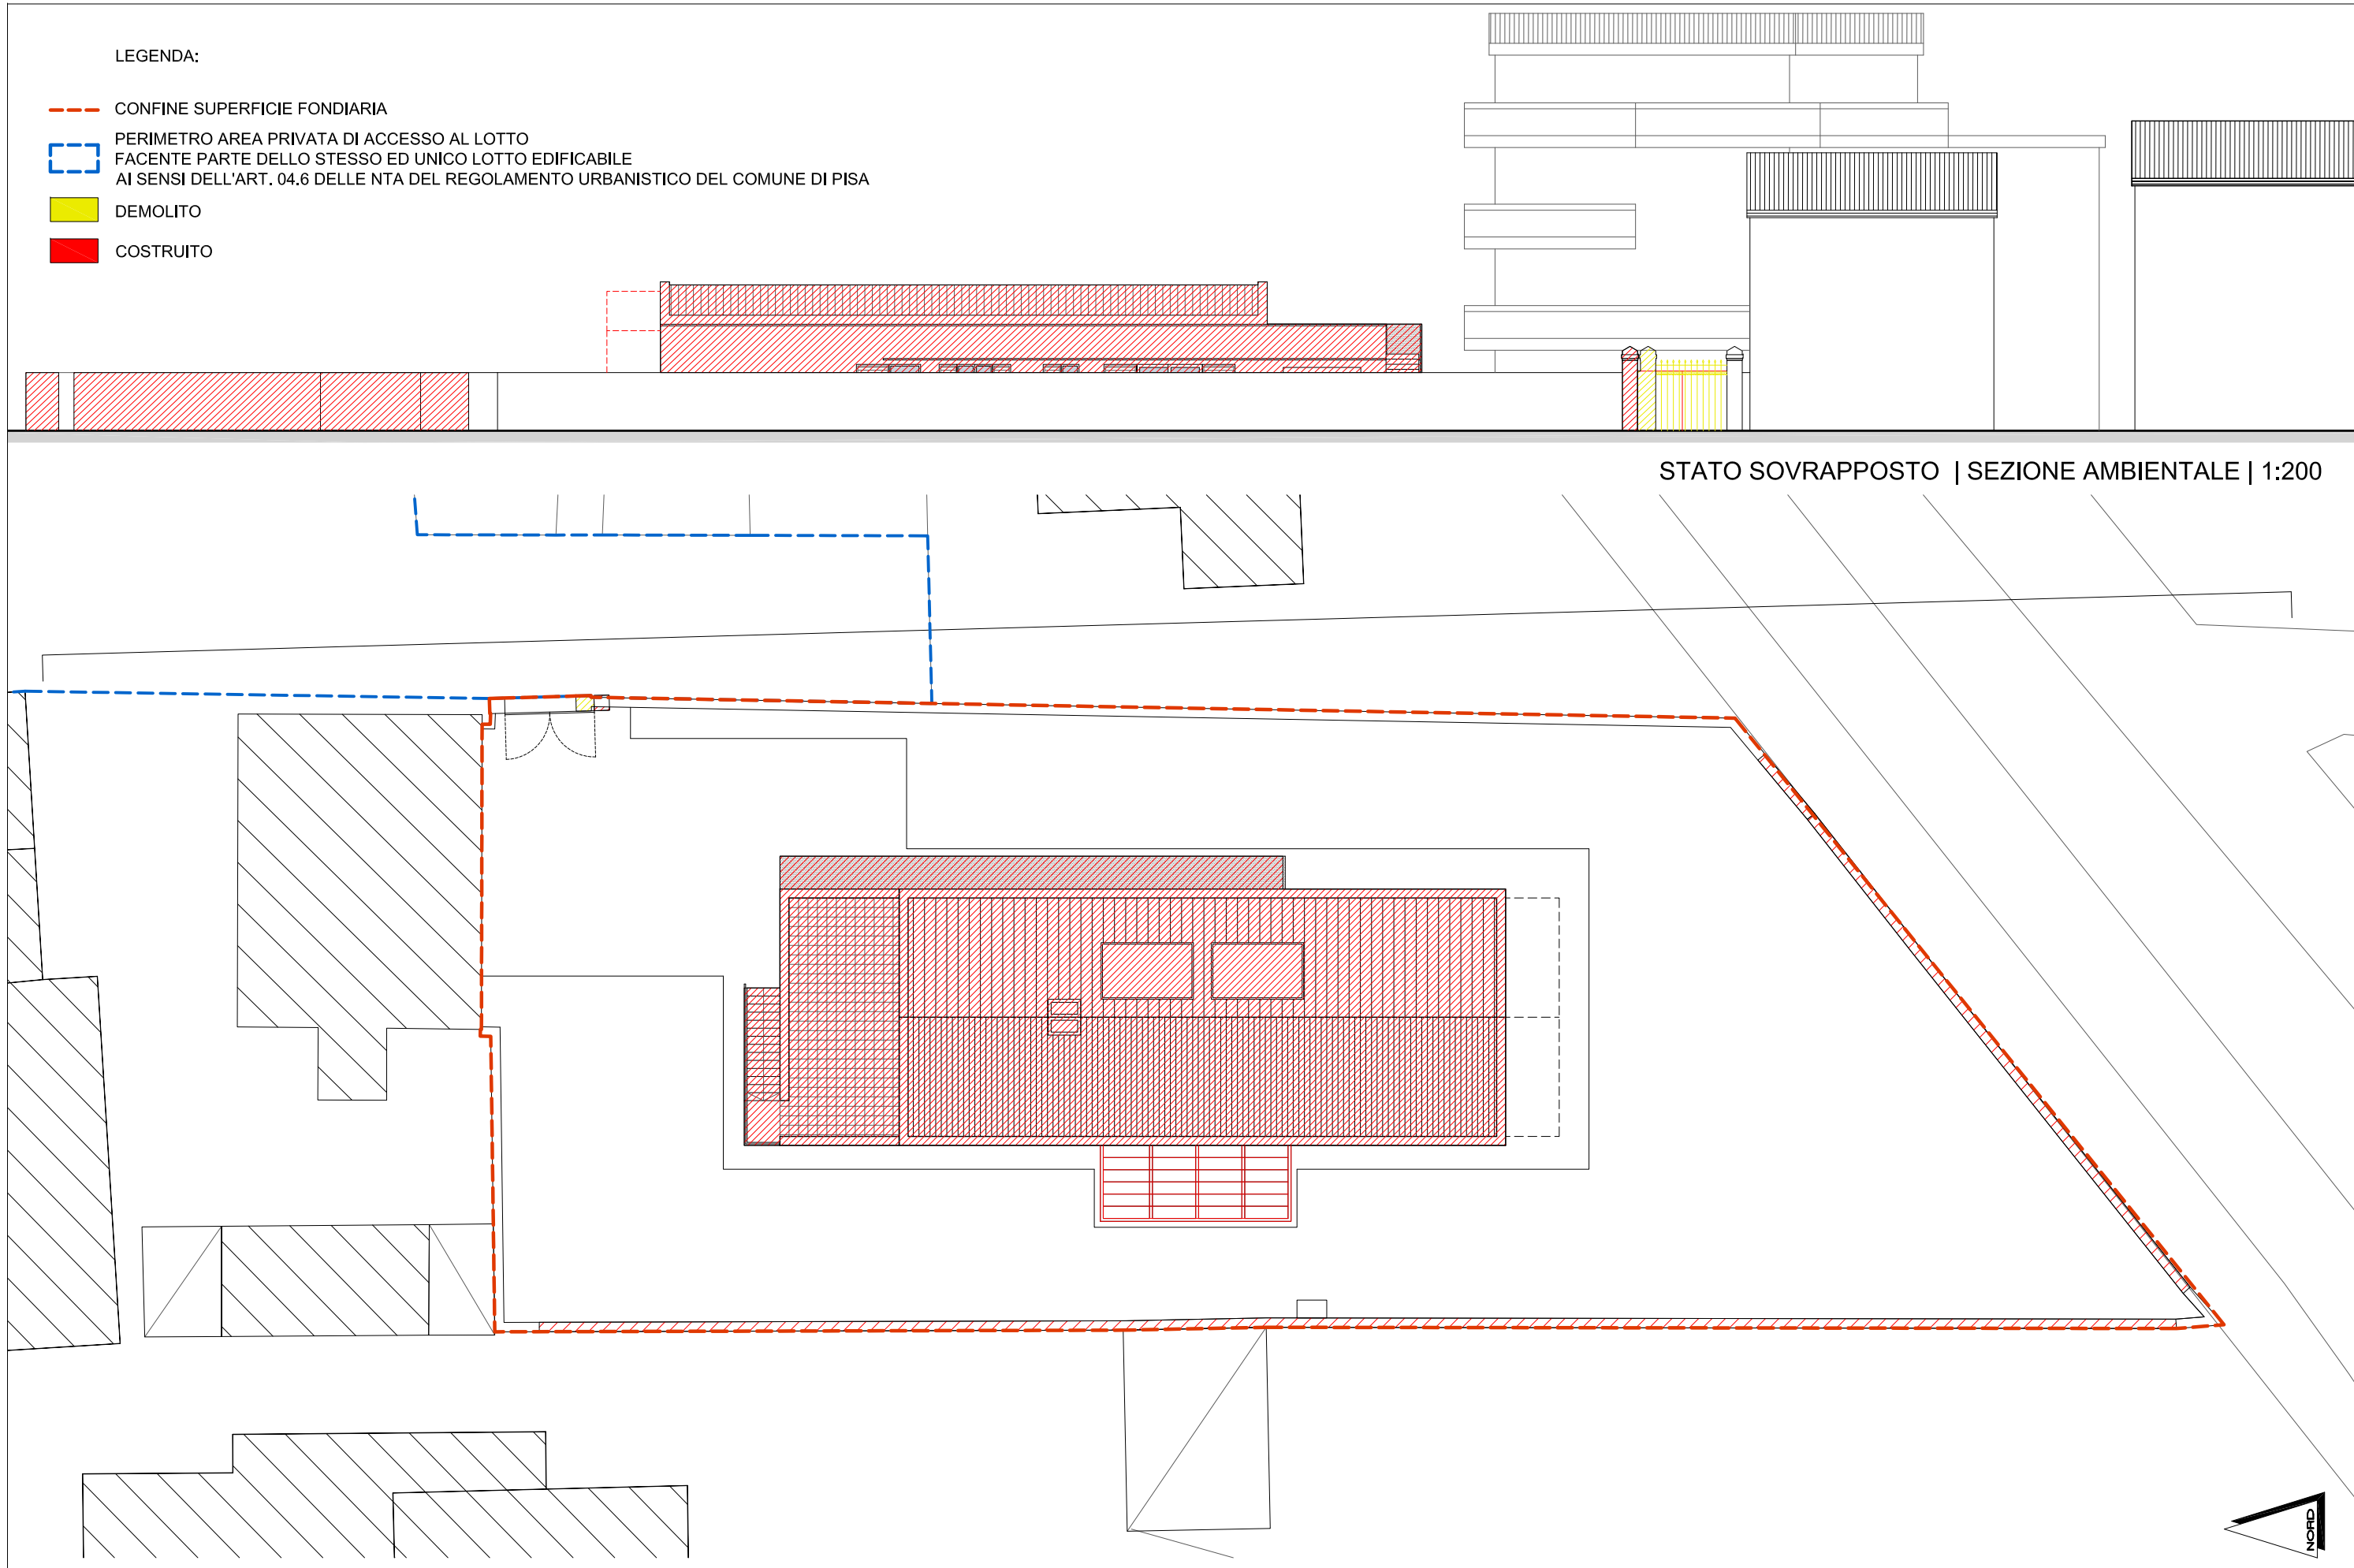 LEGENDA:
CONFINE SUPERFICIE FONDIARIA
PERIMETRO AREA PRIVATA DI ACCESSO AL LOTTO
FACENTE PARTE DELLO STESSO ED UNICO LOTTO EDIFICABILE
AI SENSI DELL'ART. 04.6 DELLE NTA DEL REGOLAMENTO URBANISTICO DEL COMUNE DI PISA
DEMOLITO
COSTRUITO
STATO SOVRAPPOSTO | SEZIONE AMBIENTALE | 1:200
NORD